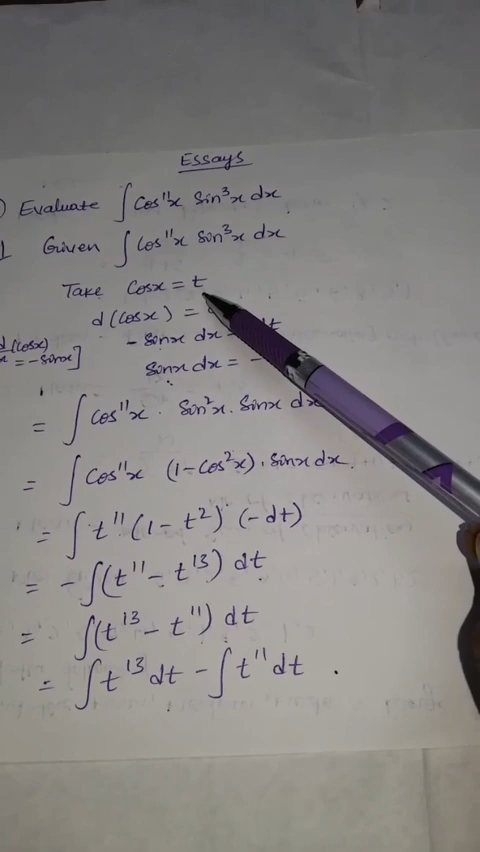 Essays
) Evaluate ∫ Cos¹¹x Sin³x dx
Given ∫ Cos¹¹x Sin³x dx
Take Cosx = t
d (Cosx) =
- Sinx dx
d(Cosx) = -Sinx]
Sinx dx = -
= ∫ Cos¹¹x . Sin²x. Sinx dx
= ∫ Cos¹¹x (1-Cos²x). Sinx dx.
= ∫ t¹¹ (1 - t²) (-dt)
= -∫(t¹¹ - t¹³) dt
= ∫(t¹³ - t¹¹) dt
= ∫ t¹³ dt - ∫ t¹¹ dt .